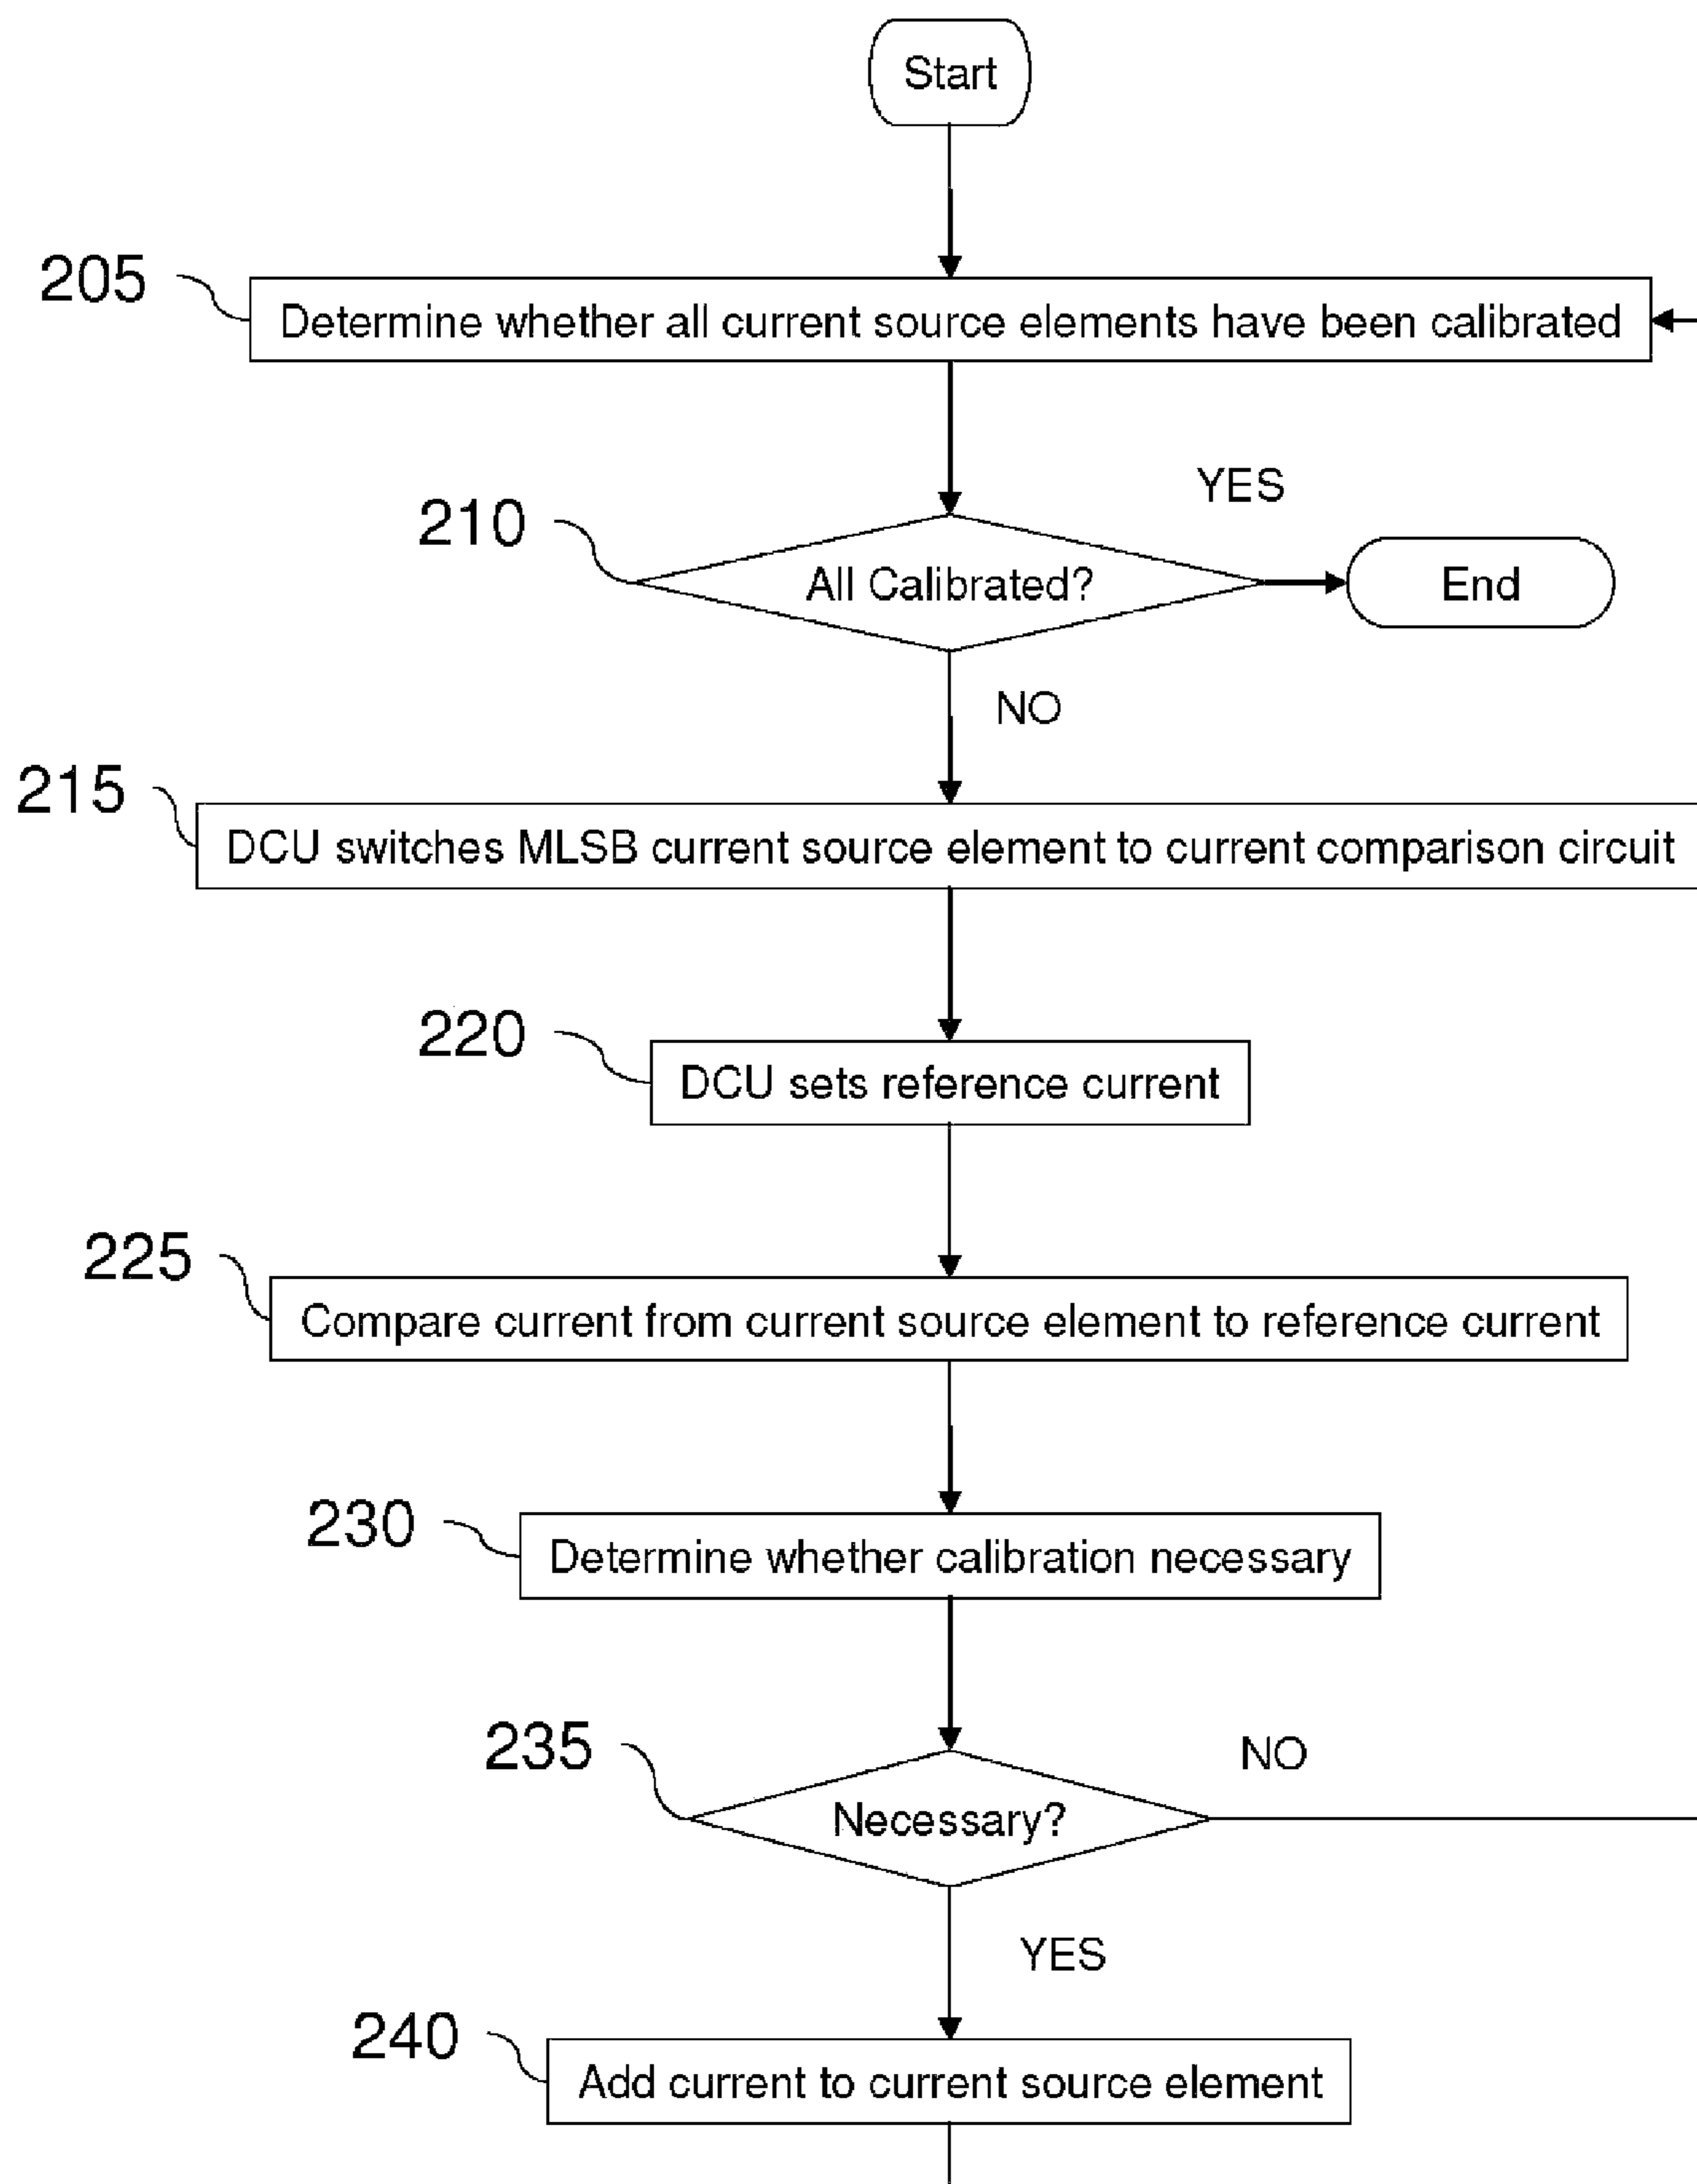 Start
205
Determine whether all current source elements have been calibrated
YES
210
All Calibrated?
End
NO
215
DCU switches MLSB current source element to current comparison circuit
220
DCU sets reference current
225
Compare current from current source element to reference current
230
Determine whether calibration necessary
235
NO
Necessary?
YES
240
Add current to current source element